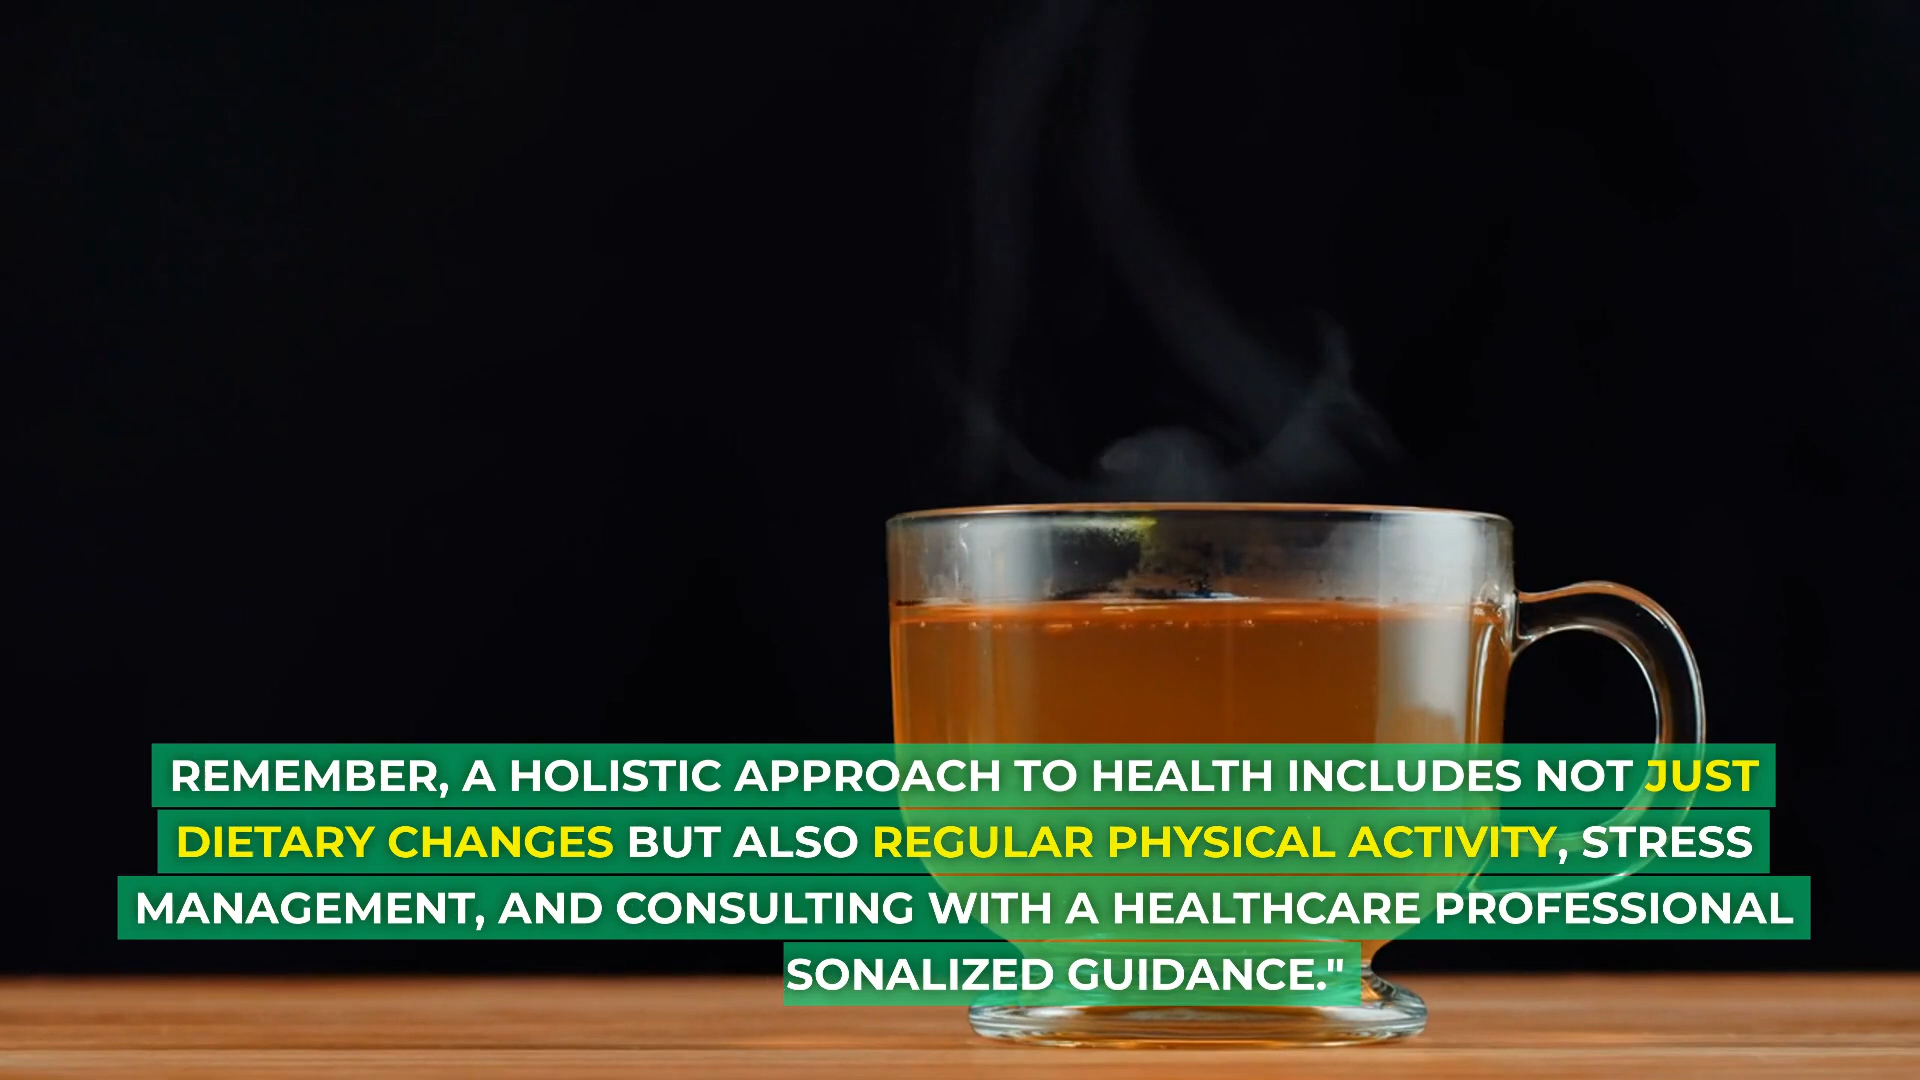 REMEMBER, A HOLISTIC APPROACH TO HEALTH INCLUDES NOT JUST
DIETARY CHANGES BUT ALSO REGULAR PHYSICAL ACTIVITY, STRESS
MANAGEMENT, AND CONSULTING WITH A HEALTHCARE PROFESSIONAL
SONALIZED GUIDANCE."